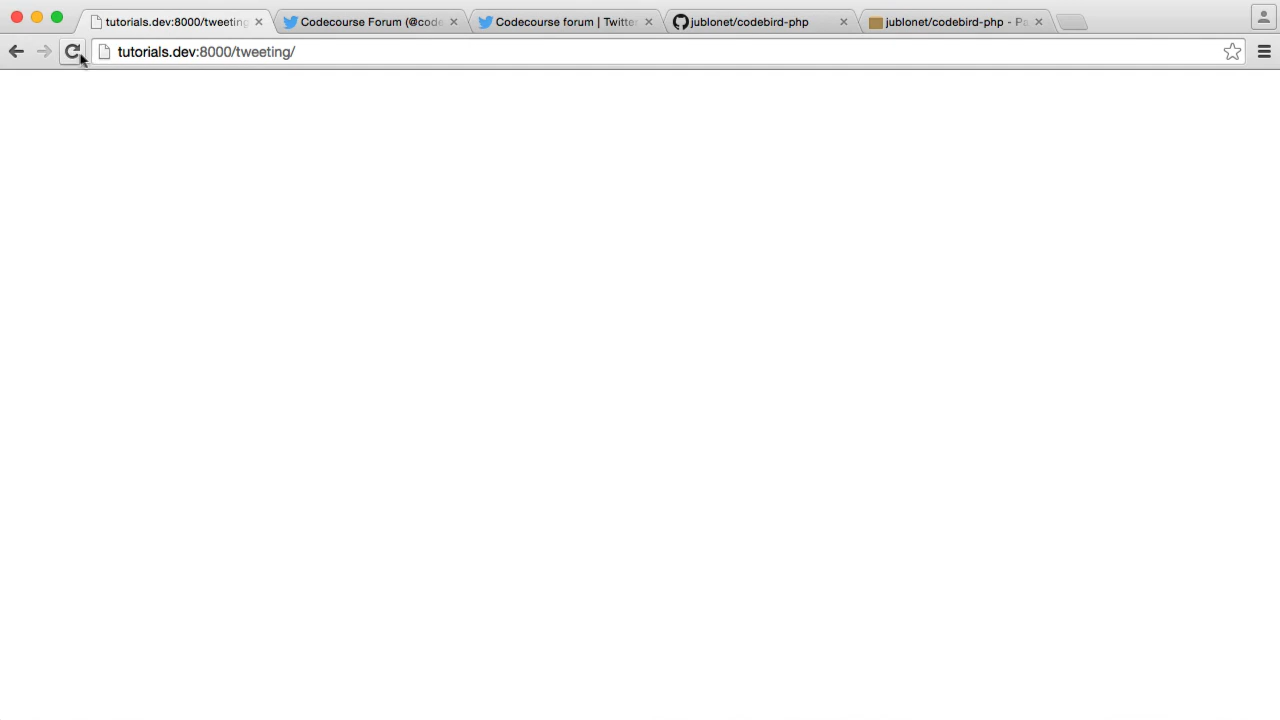 tutorials.dev:8000/tweeting
Codecourse Forum (@code
Codecourse forum | Twitter
jublonet/codebird-php
jublonet/codebird-php - Pa
tutorials.dev:8000/tweeting/